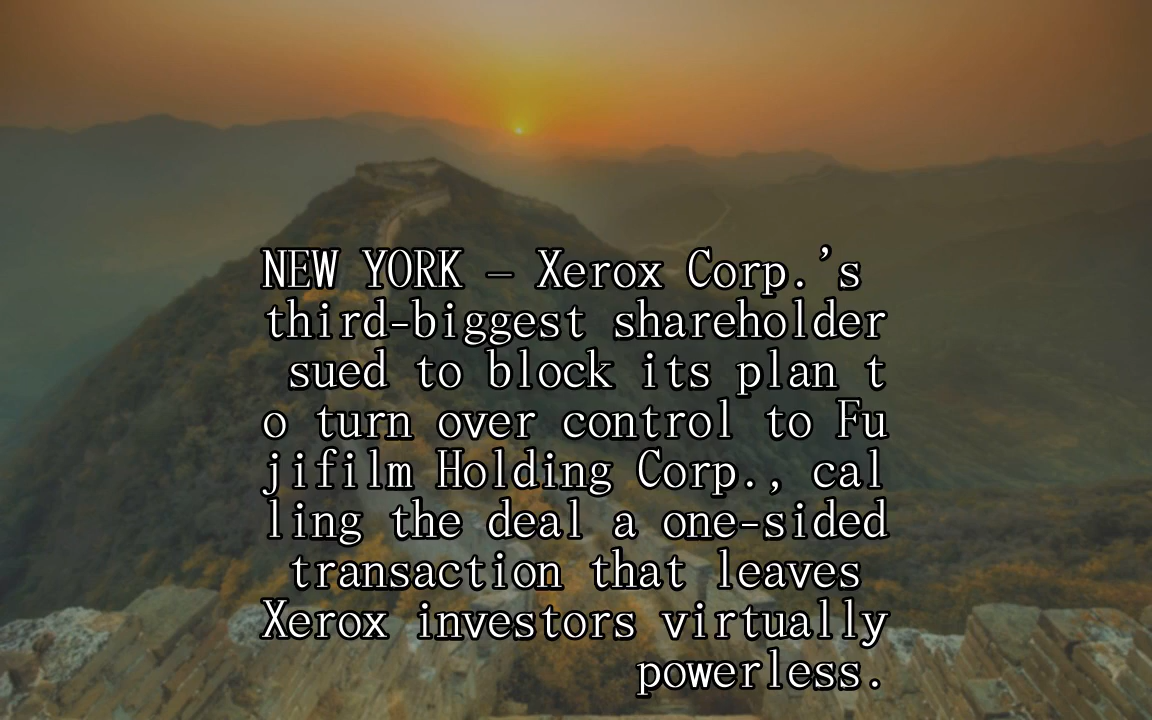 NEW YORK – Xerox Corp.’s
third-biggest shareholder
sued to block its plan t
o turn over control to Fu
jifilm Holding Corp., cal
ling the deal a one-sided
transaction that leaves
Xerox investors virtually
powerless.